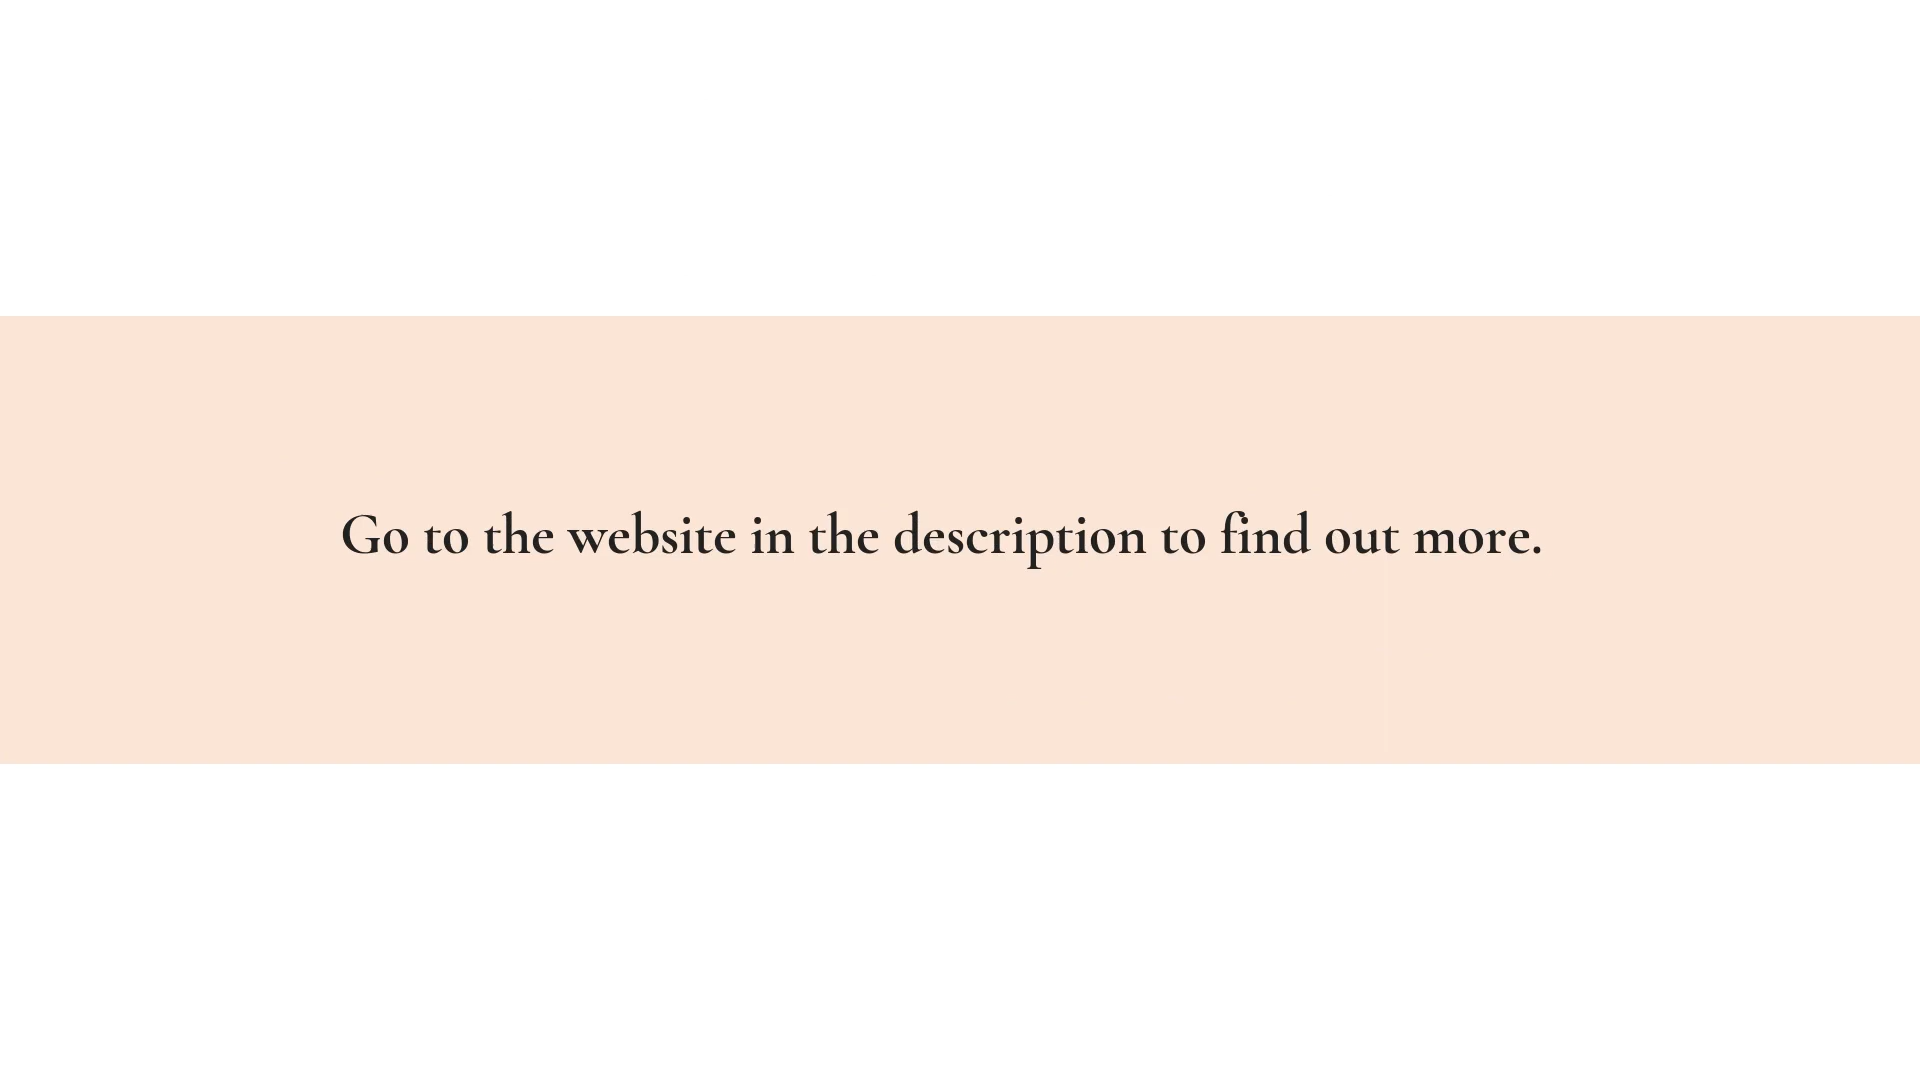 Go to the website in the description to find out more.